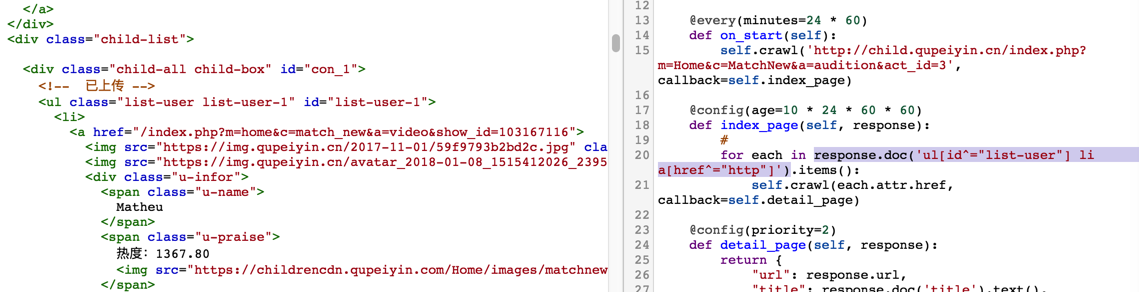 </a>
</div>
<div class="child-list">
<div class="child-all child-box" id="con_1">
<!-- 已上传 -->
<ul class="list-user list-user-1" id="list-user-1">
<li>
<a href="/index.php?m=home&c=match_new&a=video&show_id=103167116">
<img src="https://img.qupeiyin.cn/2017-11-01/59f9793b2bd2c.jpg" cla
<img src="https://img.qupeiyin.cn/avatar_2018-01-08_1515412026_2395
<div class="u-infor">
<span class="u-name">
Matheu
</span>
<span class="u-praise">
热度：1367.80
<img src="https://childrencdn.qupeiyin.com/Home/images/matchnew
</span>
12
13 @every(minutes=24 * 60)
14 def on_start(self):
15 self.crawl('http://child.qupeiyin.cn/index.php?
m=Home&c=MatchNew&a=audition&act_id=3',
callback=self.index_page)
16
17 @config(age=10 * 24 * 60 * 60)
18 def index_page(self, response):
19 #
20 for each in response.doc('ul[id^="list-user"] li
a[href^="http"]').items():
21 self.crawl(each.attr.href,
callback=self.detail_page)
22
23 @config(priority=2)
24 def detail_page(self, response):
25 return {
26 "url": response.url,
27 "title": response.doc('title').text(),